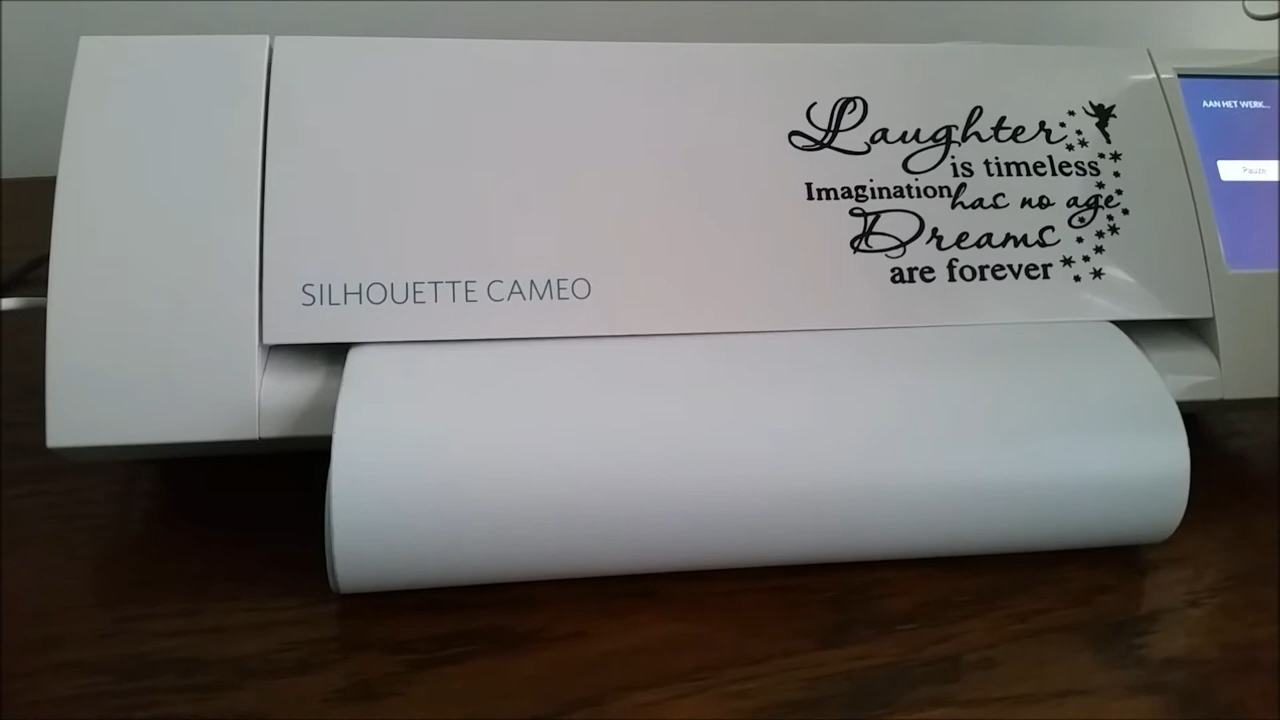 Laughter
is timeless
Imagination has no age
Dreams
are forever
SILHOUETTE CAMEO
AAN HET WERK...
Pauze